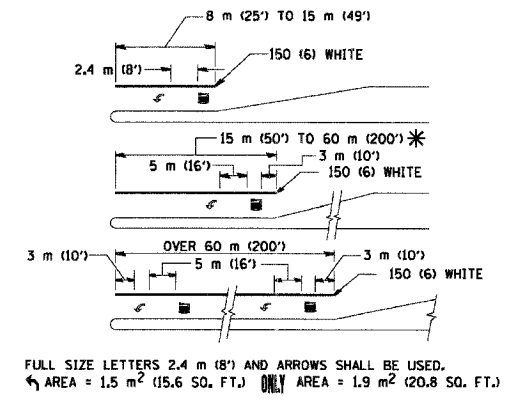 8 m (25') TO 15 m (49')
150 (6) WHITE
2.4 m (8')
15 m (50') TO 60 m (200') *
3 m (10')
5 m (16')
150 (6) WHITE
OVER 60 m (200')
3 m (10')
3 m (10')
5 m (16')
150 (6) WHITE
FULL SIZE LETTERS 2.4 m (8') AND ARROWS SHALL BE USED.
AREA = 1.5 m² (15.6 SQ. FT.) ONLY AREA = 1.9 m² (20.8 SQ. FT.)